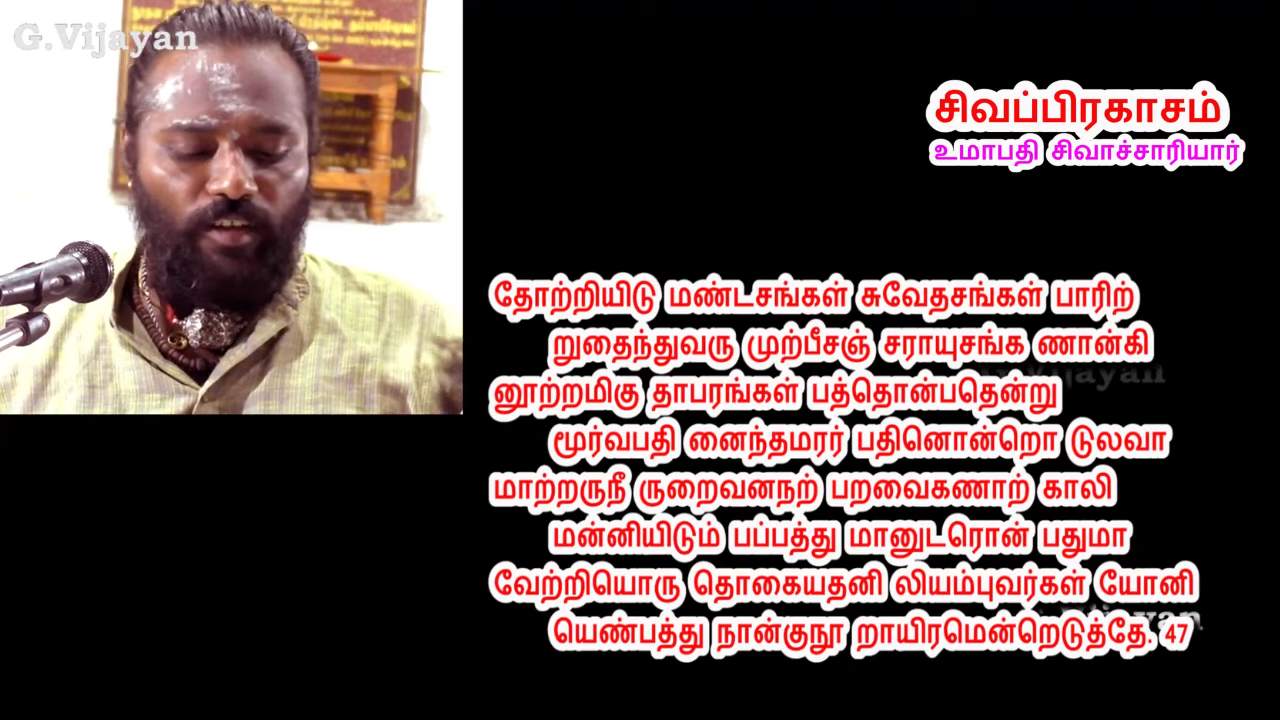 G.Vijayan
சிவப்பிரகாசம்
உமாபதி சிவாச்சாரியார்
தோற்றியிடு மண்டசங்கள் சுவேதசங்கள் பாரிற்
றுதைந்துவரு முற்பீசஞ் சராயுசங்க ணான்கி
னூற்றமிகு தாபரங்கள் பத்தொன்பதென்று
மூர்வபதி னைந்தமரர் பதினொன்றொ டுலவா
மாற்றருநீ ருறைவனநற் பறவைகணாற் காலி
மன்னியிடும் பப்பத்து மானுடரொன் பதுமா
வேற்றியொரு தொகையதனி லியம்புவர்கள் யோனி
யெண்பத்து நான்குநூ றாயிரமென்றெடுத்தே. 47